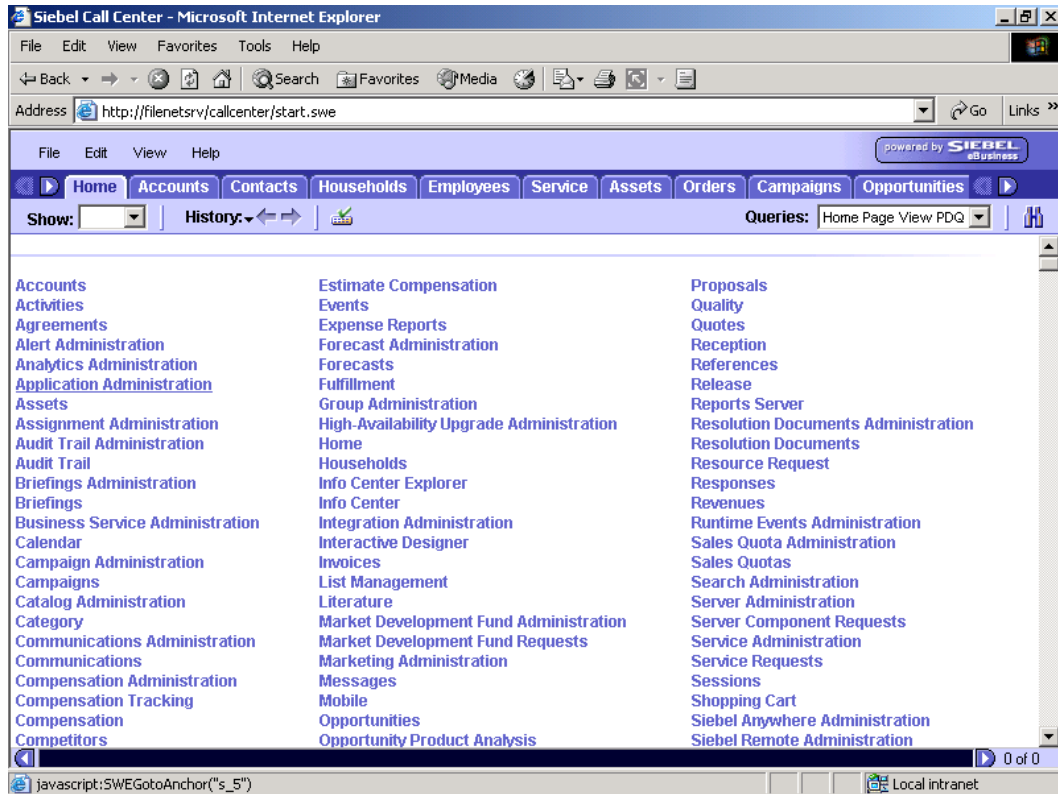 Siebel Call Center - Microsoft Internet Explorer
File Edit View Favorites Tools Help
Back Search Favorites Media
Address http://filenetsrv/callcenter/start.swe Go Links »
File Edit View Help powered by SIEBEL eBusiness
Home Accounts Contacts Households Employees Service Assets Orders Campaigns Opportunities
Show: History: Queries: Home Page View PDQ
Accounts Estimate Compensation Proposals
Activities Events Quality
Agreements Expense Reports Quotes
Alert Administration Forecast Administration Reception
Analytics Administration Forecasts References
Application Administration Fulfillment Release
Assets Group Administration Reports Server
Assignment Administration High-Availability Upgrade Administration Resolution Documents Administration
Audit Trail Administration Home Resolution Documents
Audit Trail Households Resource Request
Briefings Administration Info Center Explorer Responses
Briefings Info Center Revenues
Business Service Administration Integration Administration Runtime Events Administration
Calendar Interactive Designer Sales Quota Administration
Campaign Administration Invoices Sales Quotas
Campaigns List Management Search Administration
Catalog Administration Literature Server Administration
Category Market Development Fund Administration Server Component Requests
Communications Administration Market Development Fund Requests Service Administration
Communications Marketing Administration Service Requests
Compensation Administration Messages Sessions
Compensation Tracking Mobile Shopping Cart
Compensation Opportunities Siebel Anywhere Administration
Competitors Opportunity Product Analysis Siebel Remote Administration
0 of 0
javascript:SWEGotoAnchor("s_5") Local intranet